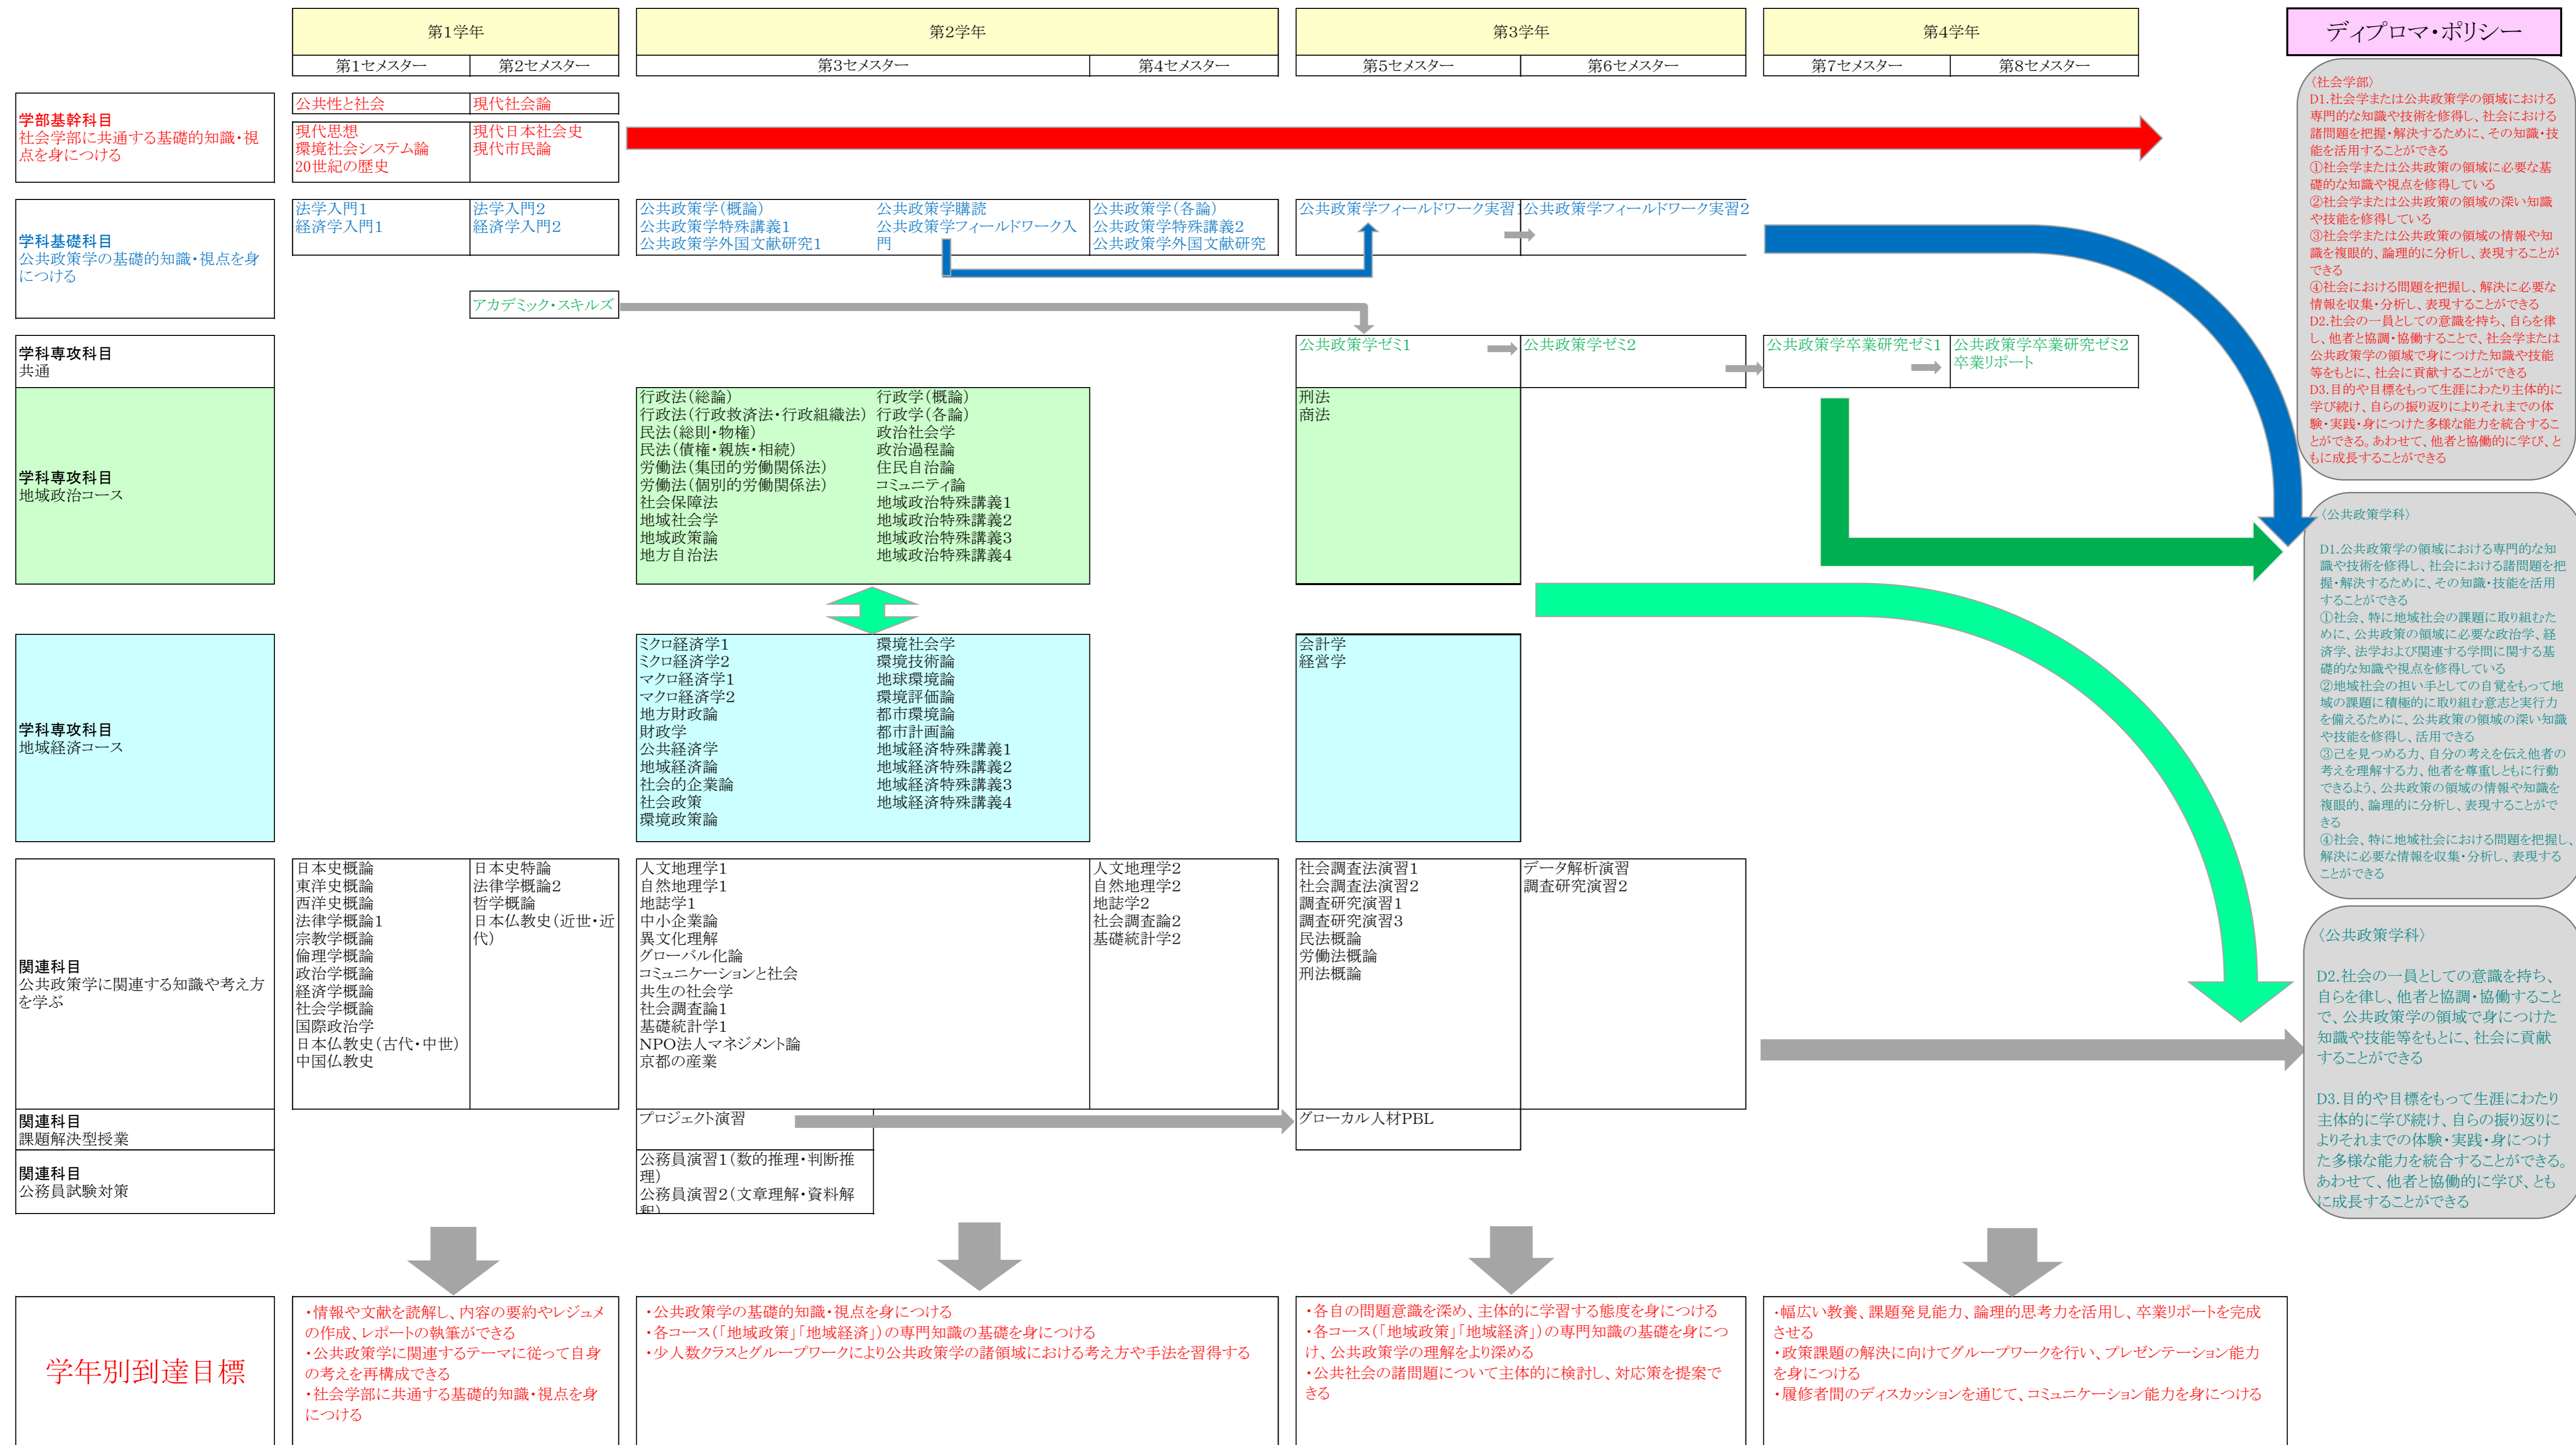 第1学年
第2学年
第3学年
第4学年
ディプロマ・ポリシー
第1セメスター
第2セメスター
第3セメスター
第4セメスター
第5セメスター
第6セメスター
第7セメスター
第8セメスター
学部基幹科目
社会学部に共通する基礎的知識・視
点を身につける
公共性と社会
現代社会論
現代思想
環境社会システム論
20世紀の歴史
現代日本社会史
現代市民論
学科基礎科目
公共政策学の基礎的知識・視点を身
につける
法学入門1
経済学入門1
法学入門2
経済学入門2
公共政策学(概論)
公共政策学特殊講義1
公共政策学外国文献研究1
公共政策学購読
公共政策学フィールドワーク入
門
公共政策学(各論)
公共政策学特殊講義2
公共政策学外国文献研究
公共政策学フィールドワーク実習1
公共政策学フィールドワーク実習2
アカデミック・スキルズ
学科専攻科目
共通
公共政策学ゼミ1
公共政策学ゼミ2
公共政策学卒業研究ゼミ1
公共政策学卒業研究ゼミ2
卒業リポート
学科専攻科目
地域政治コース
行政法(総論)
行政法(行政救済法・行政組織法)
民法(総則・物権)
民法(債権・親族・相続)
労働法(集団的労働関係法)
労働法(個別的労働関係法)
社会保障法
地域社会学
地域政策論
地方自治法
行政学(概論)
行政学(各論)
政治社会学
政治過程論
住民自治論
コミュニティ論
地域政治特殊講義1
地域政治特殊講義2
地域政治特殊講義3
地域政治特殊講義4
刑法
商法
学科専攻科目
地域経済コース
ミクロ経済学1
ミクロ経済学2
マクロ経済学1
マクロ経済学2
地方財政論
財政学
公共経済学
地域経済論
社会的企業論
社会政策
環境政策論
環境社会学
環境技術論
地球環境論
環境評価論
都市環境論
都市計画論
地域経済特殊講義1
地域経済特殊講義2
地域経済特殊講義3
地域経済特殊講義4
会計学
経営学
関連科目
公共政策学に関連する知識や考え方
を学ぶ
日本史概論
東洋史概論
西洋史概論
法律学概論1
宗教学概論
倫理学概論
政治学概論
経済学概論
社会学概論
国際政治学
日本仏教史(古代・中世)
中国仏教史
日本史特論
法律学概論2
哲学概論
日本仏教史(近世・近
代)
人文地理学1
自然地理学1
地誌学1
中小企業論
異文化理解
グローバル化論
コミュニケーションと社会
共生の社会学
社会調査論1
基礎統計学1
NPO法人マネジメント論
京都の産業
人文地理学2
自然地理学2
地誌学2
社会調査論2
基礎統計学2
社会調査法演習1
社会調査法演習2
調査研究演習1
調査研究演習3
民法概論
労働法概論
刑法概論
データ解析演習
調査研究演習2
関連科目
課題解決型授業
プロジェクト演習
グローカル人材PBL
関連科目
公務員試験対策
公務員演習1(数的推理・判断推
理)
公務員演習2(文章理解・資料解
釈)
学年別到達目標
・情報や文献を読解し、内容の要約やレジュメ
の作成、レポートの執筆ができる
・公共政策学に関連するテーマに従って自身
の考えを再構成できる
・社会学部に共通する基礎的知識・視点を身
につける
・公共政策学の基礎的知識・視点を身につける
・各コース(「地域政策」「地域経済」)の専門知識の基礎を身につける
・少人数クラスとグループワークにより公共政策学の諸領域における考え方や手法を習得する
・各自の問題意識を深め、主体的に学習する態度を身につける
・各コース(「地域政策」「地域経済」)の専門知識の基礎を身につ
け、公共政策学の理解をより深める
・公共社会の諸問題について主体的に検討し、対応策を提案で
きる
・幅広い教養、課題発見能力、論理的思考力を活用し、卒業リポートを完成
させる
・政策課題の解決に向けてグループワークを行い、プレゼンテーション能力
を身につける
・履修者間のディスカッションを通じて、コミュニケーション能力を身につける
〈社会学部〉
D1.社会学または公共政策学の領域における
専門的な知識や技術を修得し、社会における
諸問題を把握・解決するために、その知識・技
能を活用することができる
①社会学または公共政策の領域に必要な基
礎的な知識や視点を修得している
②社会学または公共政策の領域の深い知識
や技能を修得している
③社会学または公共政策の領域の情報や知
識を複眼的、論理的に分析し、表現することが
できる
④社会における問題を把握し、解決に必要な
情報を収集・分析し、表現することができる
D2.社会の一員としての意識を持ち、自らを律
し、他者と協調・協働することで、社会学または
公共政策学の領域で身につけた知識や技能
等をもとに、社会に貢献することができる
D3.目的や目標をもって生涯にわたり主体的に
学び続け、自らの振り返りによりそれまでの体
験・実践・身につけた多様な能力を統合するこ
とができる。あわせて、他者と協働的に学び、と
もに成長することができる
〈公共政策学科〉
D1.公共政策学の領域における専門的な知
識や技術を修得し、社会における諸問題を把
握・解決するために、その知識・技能を活用
することができる
①社会、特に地域社会の課題に取り組むた
めに、公共政策の領域に必要な政治学、経
済学、法学および関連する学問に関する基
礎的な知識や視点を修得している
②地域社会の担い手としての自覚をもって地
域の課題に積極的に取り組む意志と実行力
を備えるために、公共政策の領域の深い知識
や技能を修得し、活用できる
③己を見つめる力、自分の考えを伝え他者の
考えを理解する力、他者を尊重しともに行動
できるよう、公共政策の領域の情報や知識を
複眼的、論理的に分析し、表現することがで
きる
④社会、特に地域社会における問題を把握し、
解決に必要な情報を収集・分析し、表現する
ことができる
〈公共政策学科〉
D2.社会の一員としての意識を持ち、
自らを律し、他者と協調・協働すること
で、公共政策学の領域で身につけた
知識や技能等をもとに、社会に貢献
することができる
D3.目的や目標をもって生涯にわたり
主体的に学び続け、自らの振り返りに
よりそれまでの体験・実践・身につけ
た多様な能力を統合することができる。
あわせて、他者と協働的に学び、とも
に成長することができる